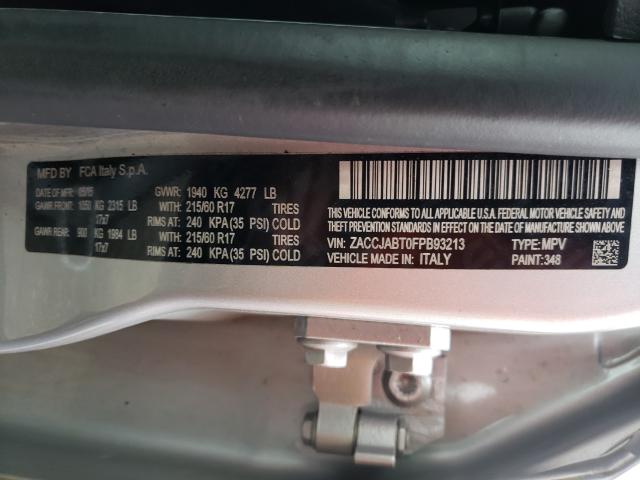 MFD BY FCA Italy S.p.A.
DATE OF MFR: 05/15 GVWR: 1940 KG 4277 LB
GAWR FRONT: 1050 KG 2315 LB WITH: 215/60 R17 TIRES
17x7 RIMS AT: 240 KPA (35 PSI) COLD
GAWR REAR: 900 KG 1984 LB WITH: 215/60 R17 TIRES
17x7 RIMS AT: 240 KPA (35 PSI) COLD
THIS VEHICLE CONFORMS TO ALL APPLICABLE U.S.A. FEDERAL MOTOR VEHICLE SAFETY AND
THEFT PREVENTION STANDARDS IN EFFECT ON THE DATE OF MANUFACTURE SHOWN ABOVE
VIN: ZACCJABT0FPB93213 TYPE: MPV
VEHICLE MADE IN: ITALY PAINT: 348